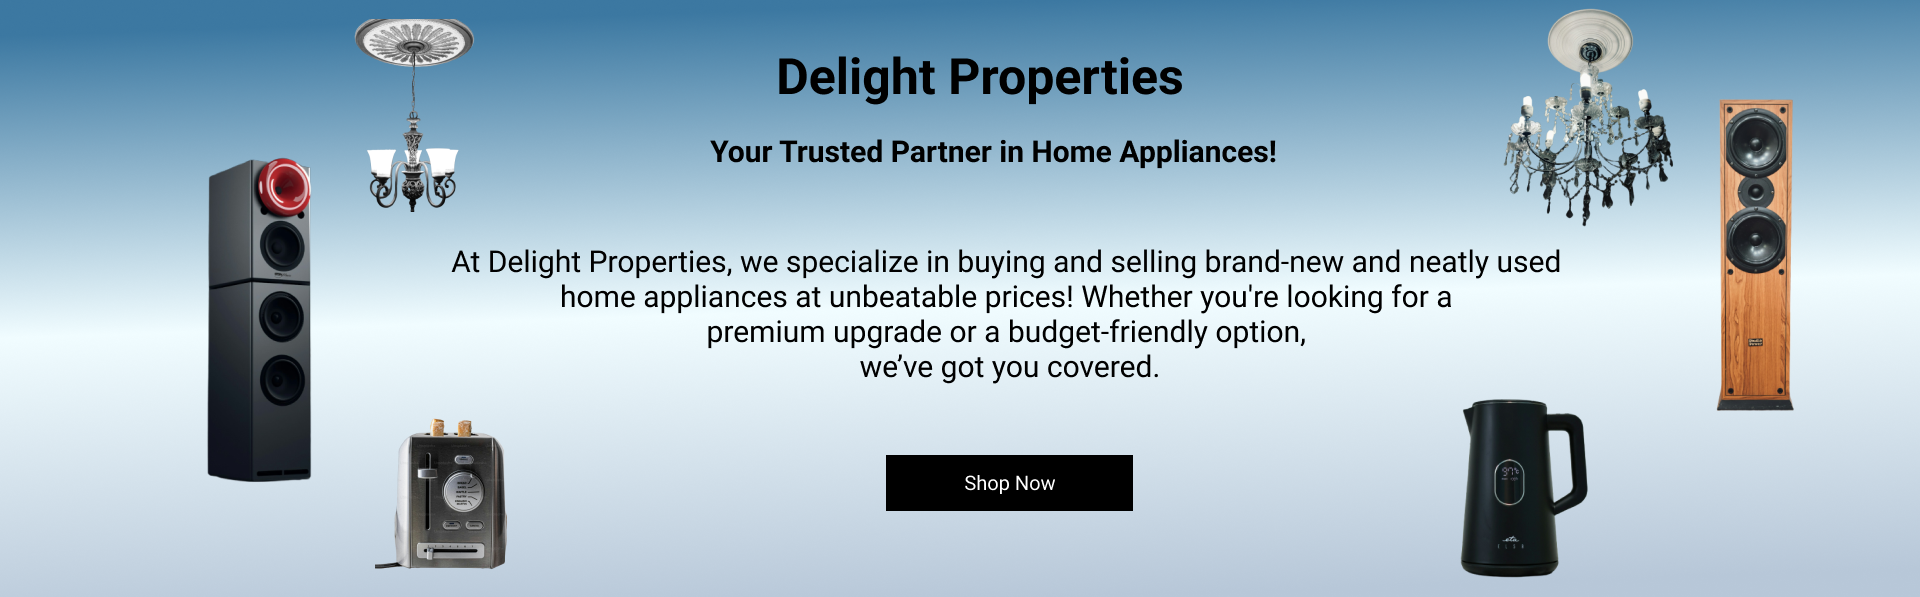 Delight Properties
Your Trusted Partner in Home Appliances!
At Delight Properties, we specialize in buying and selling brand-new and neatly used
home appliances at unbeatable prices! Whether you're looking for a
premium upgrade or a budget-friendly option,
we’ve got you covered.
Shop Now
97°c
eta